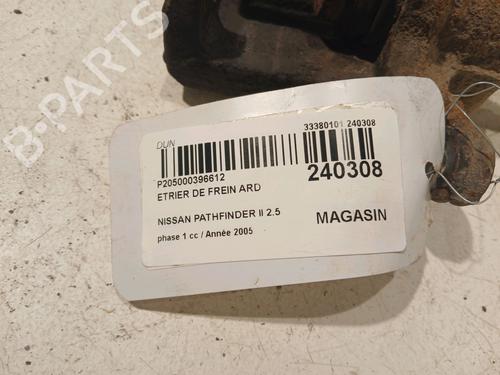 B-PARTS
DUN
33380101 240308
P205000396612
240308
ETRIER DE FREIN ARD
NISSAN PATHFINDER II 2.5
MAGASIN
phase 1 cc / Année 2005